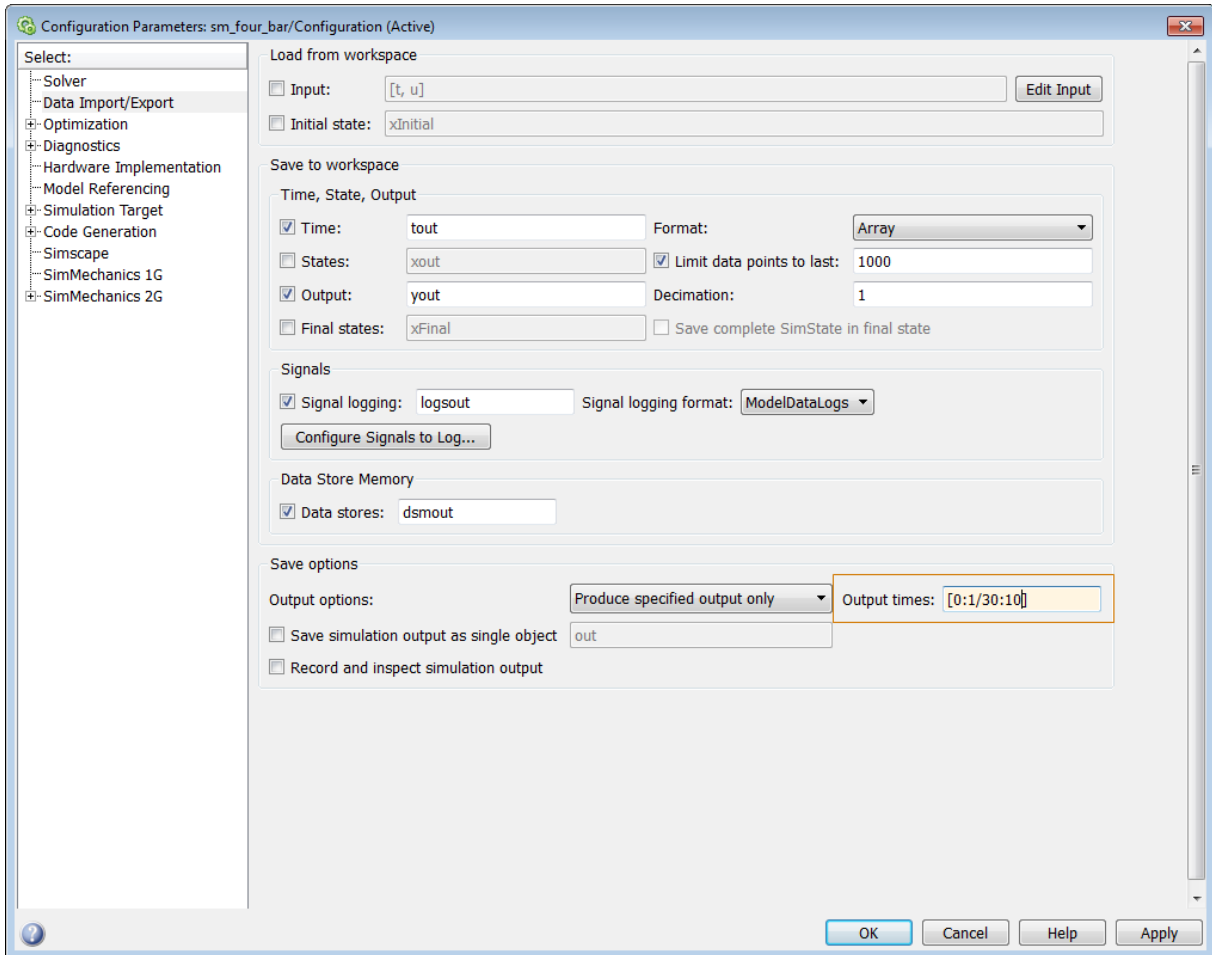 Configuration Parameters: sm_four_bar/Configuration (Active)
Select:
Solver
Data Import/Export
Optimization
Diagnostics
Hardware Implementation
Model Referencing
Simulation Target
Code Generation
Simscape
SimMechanics 1G
SimMechanics 2G
Load from workspace
Input: [t, u] Edit Input
Initial state: xInitial
Save to workspace
Time, State, Output
Time: tout Format: Array
States: xout Limit data points to last: 1000
Output: yout Decimation: 1
Final states: xFinal Save complete SimState in final state
Signals
Signal logging: logsout Signal logging format: ModelDataLogs
Configure Signals to Log...
Data Store Memory
Data stores: dsmout
Save options
Output options: Produce specified output only Output times: [0:1/30:10]
Save simulation output as single object out
Record and inspect simulation output
OK Cancel Help Apply